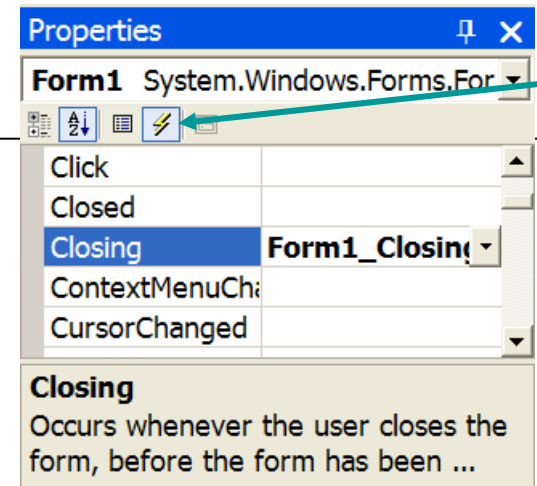 Properties
Form1 System.Windows.Forms.For
Click
Closed
Closing Form1_Closing
ContextMenuCha
CursorChanged
Closing
Occurs whenever the user closes the
form, before the form has been ...